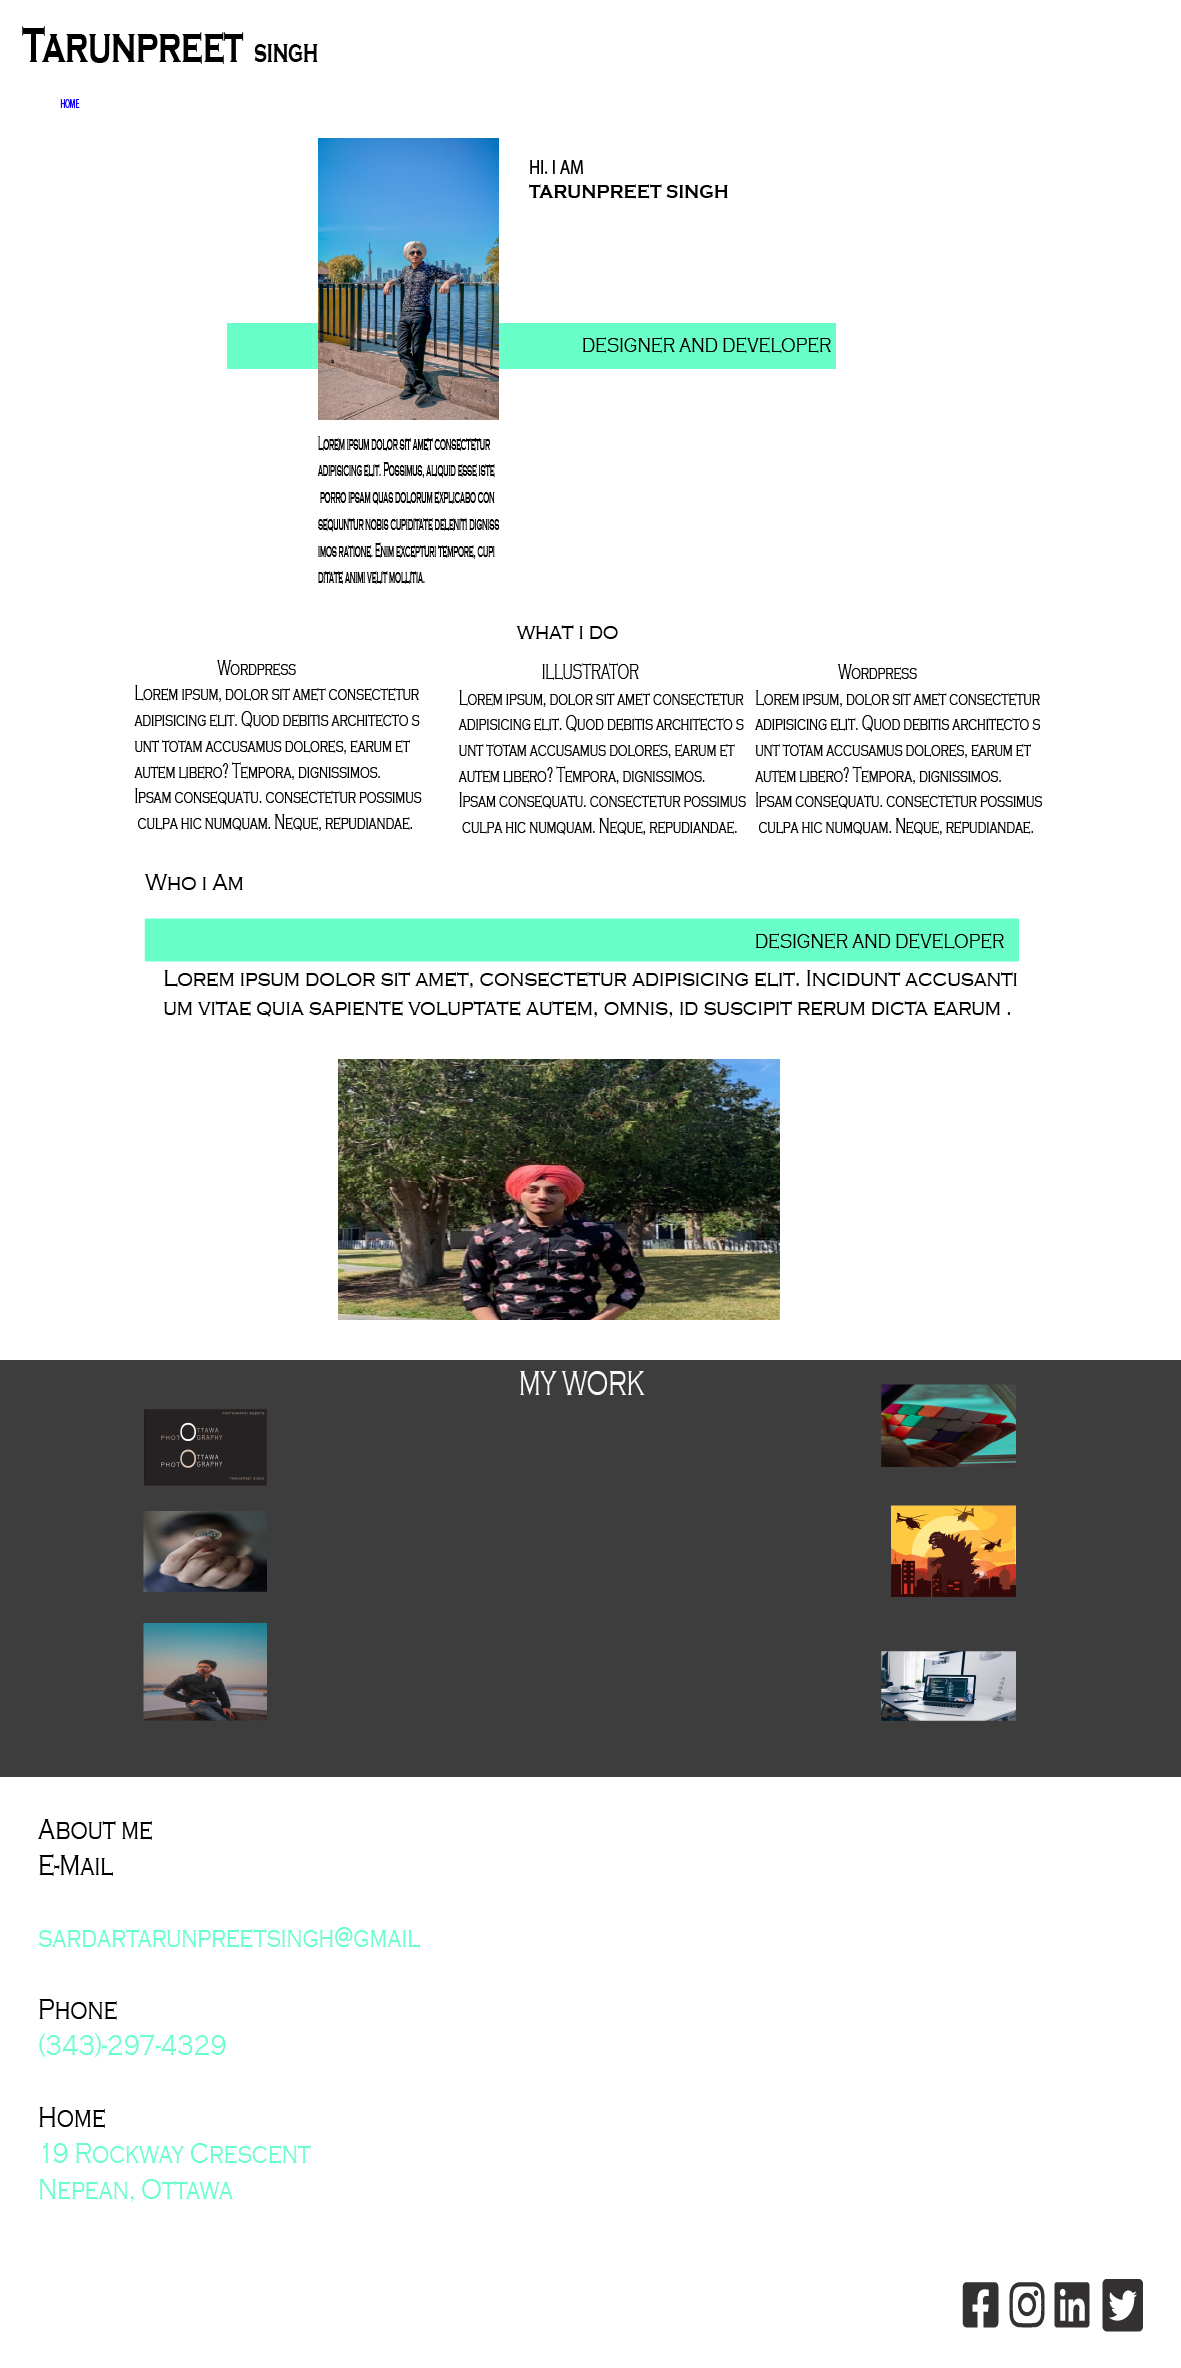 Tarunpreet singh
HOME
HI. I AM
TARUNPREET SINGH
DESIGNER AND DEVELOPER
Lorem ipsum dolor sit amet consectetur
adipisicing elit. Possimus, aliquid esse iste
porro ipsam quas dolorum explicabo con
sequuntur nobis cupiditate deleniti digniss
imos ratione. Enim excepturi tempore, cupi
ditate animi velit mollitia.
WHAT I DO
Wordpress
Lorem ipsum, dolor sit amet consectetur
adipisicing elit. Quod debitis architecto s
unt totam accusamus dolores, earum et
autem libero? Tempora, dignissimos.
Ipsam consequatu. consectetur possimus
culpa hic numquam. Neque, repudiandae.
ILLUSTRATOR
Lorem ipsum, dolor sit amet consectetur
adipisicing elit. Quod debitis architecto s
unt totam accusamus dolores, earum et
autem libero? Tempora, dignissimos.
Ipsam consequatu. consectetur possimus
culpa hic numquam. Neque, repudiandae.
Wordpress
Lorem ipsum, dolor sit amet consectetur
adipisicing elit. Quod debitis architecto s
unt totam accusamus dolores, earum et
autem libero? Tempora, dignissimos.
Ipsam consequatu. consectetur possimus
culpa hic numquam. Neque, repudiandae.
Who i Am
DESIGNER AND DEVELOPER
Lorem ipsum dolor sit amet, consectetur adipisicing elit. Incidunt accusanti
um vitae quia sapiente voluptate autem, omnis, id suscipit rerum dicta earum .
MY WORK
PHOTOGRAPHY WEBSITE
OTTAWA
PHOTOGRAPHY
OTTAWA
PHOTOGRAPHY
TARUNPREET SINGH
About me
E-Mail
sardartarunpreetsingh@gmail
Phone
(343)-297-4329
Home
19 Rockway Crescent
Nepean, Ottawa